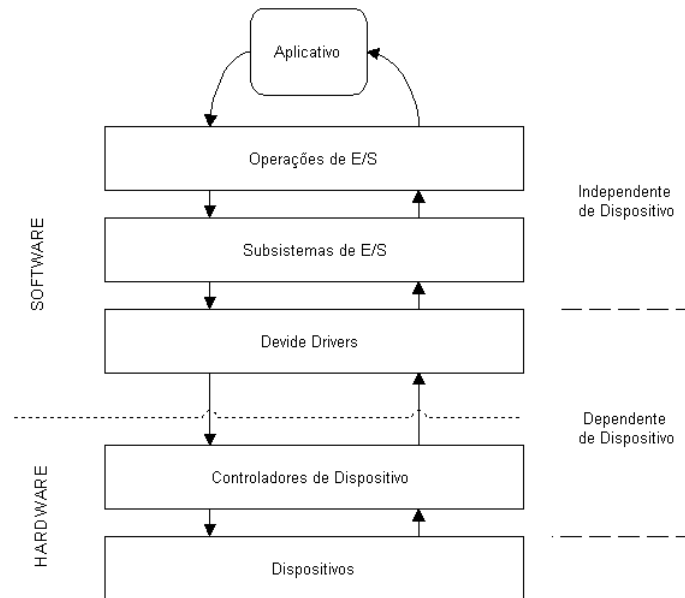 Aplicativo
Operações de E/S
Subsistemas de E/S
Devide Drivers
Controladores de Dispositivo
Dispositivos
SOFTWARE
HARDWARE
Independente
de Dispositivo
Dependente
de Dispositivo